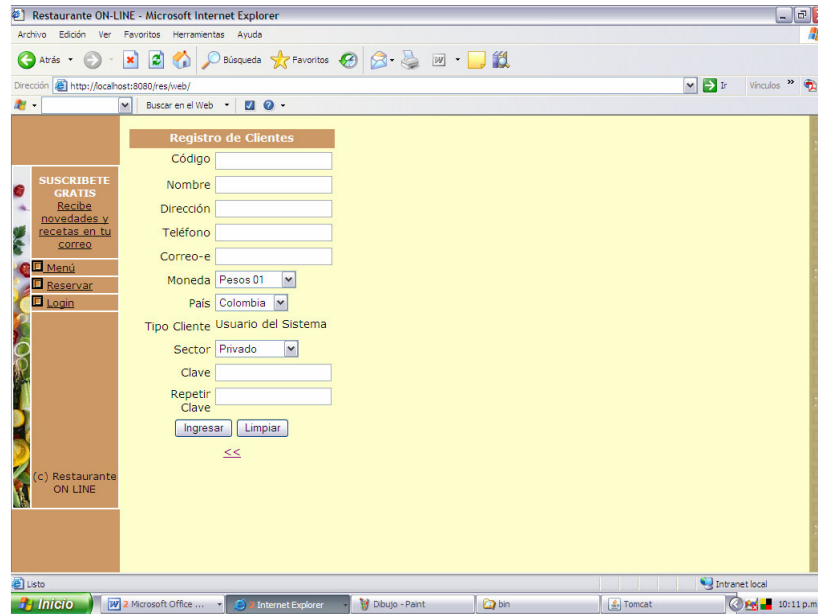 Restaurante ON-LINE - Microsoft Internet Explorer
Archivo Edición Ver Favoritos Herramientas Ayuda
Atrás Búsqueda Favoritos
Dirección http://localhost:8080/res/web/ Ir Vínculos »
Buscar en el Web
Registro de Clientes
Código
SUSCRIBETE
GRATIS
Recibe
novedades y
recetas en tu
correo
Menú
Reservar
Login
(c) Restaurante
ON LINE
Nombre
Dirección
Teléfono
Correo-e
Moneda Pesos 01
País Colombia
Tipo Cliente Usuario del Sistema
Sector Privado
Clave
Repetir
Clave
Ingresar Limpiar
<<
Listo Intranet local
Inicio 2 Microsoft Office ... 2 Internet Explorer Dibujo - Paint bin Tomcat 10:11 p.m